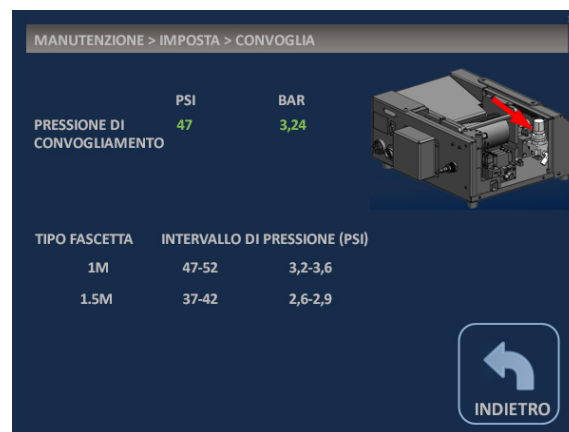 MANUTENZIONE > IMPOSTA > CONVOGLIA
PSI BAR
PRESSIONE DI 47 3,24
CONVOGLIAMENTO
TIPO FASCETTA INTERVALLO DI PRESSIONE (PSI)
1M 47-52 3,2-3,6
1.5M 37-42 2,6-2,9
INDIETRO